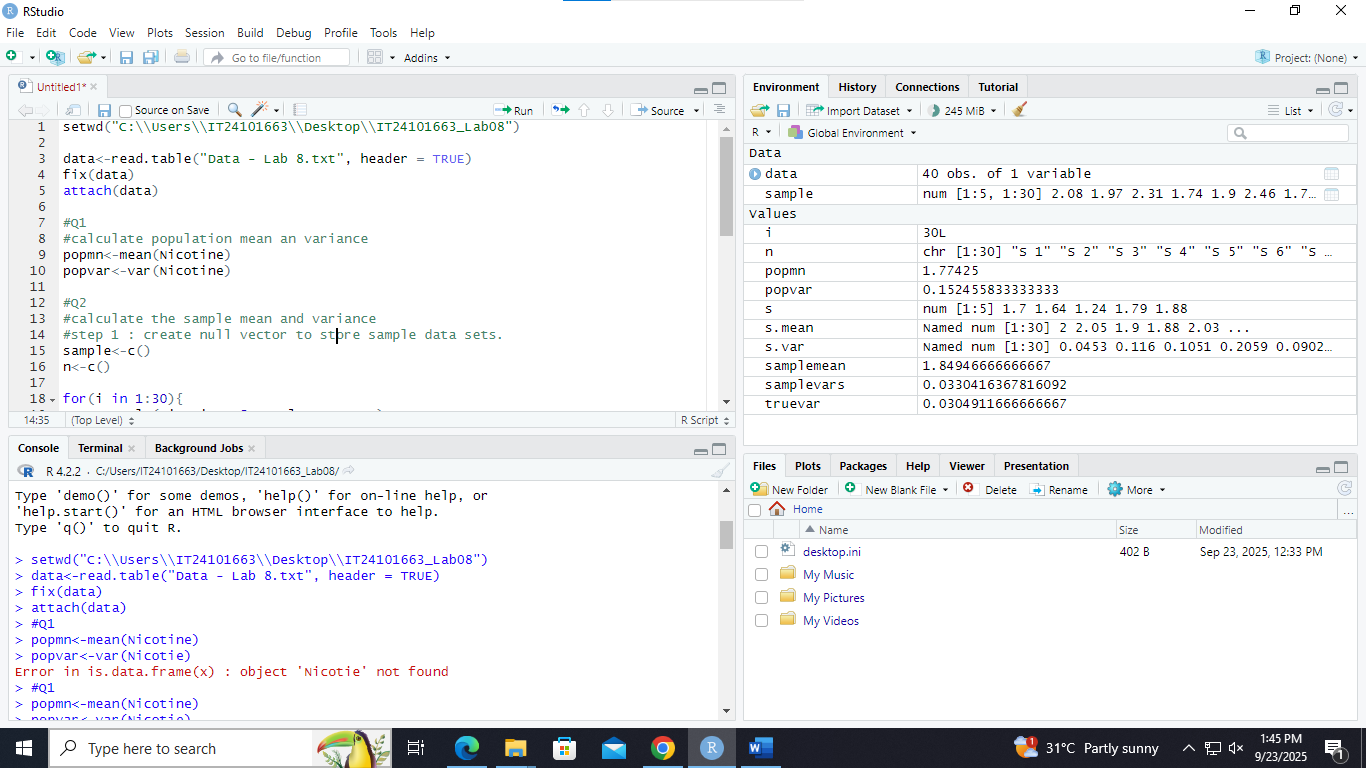 RStudio
File Edit Code View Plots Session Build Debug Profile Tools Help
Go to file/function Addins Project: (None)
Untitled1*
Source on Save Run Source
1 setwd("C:\\Users\\IT24101663\\Desktop\\IT24101663_Lab08")
2
3 data<-read.table("Data - Lab 8.txt", header = TRUE)
4 fix(data)
5 attach(data)
6
7 #Q1
8 #calculate population mean an variance
9 popmn<-mean(Nicotine)
10 popvar<-var(Nicotine)
11
12 #Q2
13 #calculate the sample mean and variance
14 #step 1 : create null vector to store sample data sets.
15 sample<-c()
16 n<-c()
17
18 for(i in 1:30){
14:35 (Top Level) R Script
Console Terminal Background Jobs
R 4.2.2 · C:/Users/IT24101663/Desktop/IT24101663_Lab08/
Type 'demo()' for some demos, 'help()' for on-line help, or
'help.start()' for an HTML browser interface to help.
Type 'q()' to quit R.
> setwd("C:\\Users\\IT24101663\\Desktop\\IT24101663_Lab08")
> data<-read.table("Data - Lab 8.txt", header = TRUE)
> fix(data)
> attach(data)
> #Q1
> popmn<-mean(Nicotine)
> popvar<-var(Nicotie)
Error in is.data.frame(x) : object 'Nicotie' not found
> #Q1
> popmn<-mean(Nicotine)
> popvar<-var(Nicotie)
Environment History Connections Tutorial
Import Dataset 245 MiB List
R Global Environment
Data
data 40 obs. of 1 variable
sample num [1:5, 1:30] 2.08 1.97 2.31 1.74 1.9 2.46 1.7…
Values
i 30L
n chr [1:30] "S 1" "S 2" "S 3" "S 4" "S 5" "S 6" "S …
popmn 1.77425
popvar 0.152455833333333
s num [1:5] 1.7 1.64 1.24 1.79 1.88
s.mean Named num [1:30] 2 2.05 1.9 1.88 2.03 ...
s.var Named num [1:30] 0.0453 0.116 0.1051 0.2059 0.0902…
samplemean 1.84946666666667
samplevars 0.0330416367816092
truevar 0.0304911666666667
Files Plots Packages Help Viewer Presentation
New Folder New Blank File Delete Rename More
Home ...
Name Size Modified
desktop.ini 402 B Sep 23, 2025, 12:33 PM
My Music
My Pictures
My Videos
Type here to search
31°C Partly sunny
1:45 PM
9/23/2025